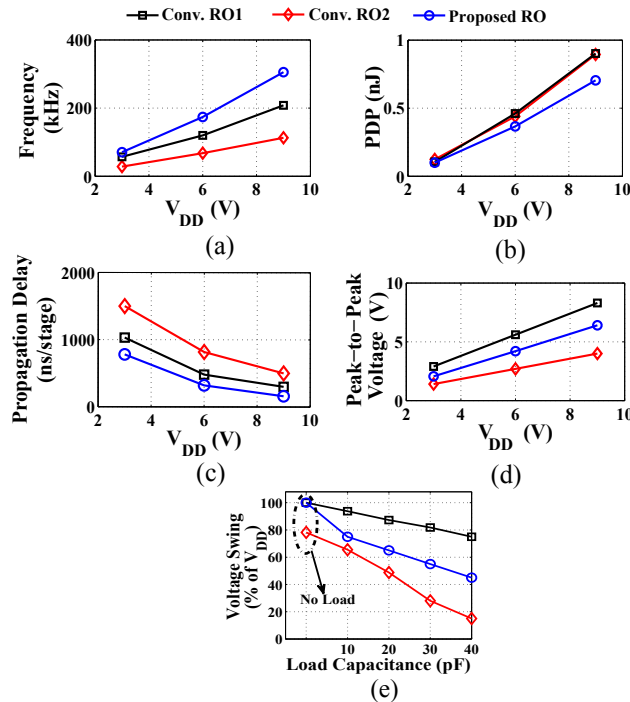 Conv. RO1 Conv. RO2 Proposed RO
400
200
0
2 4 6 8 10
Frequency
(kHz)
V_DD (V)
(a)
1
0.5
0
2 4 6 8 10
PDP (nJ)
V_DD (V)
(b)
2000
1000
0
2 4 6 8 10
Propagation Delay
(ns/stage)
V_DD (V)
(c)
10
5
0
2 4 6 8 10
Peak-to-Peak
Voltage (V)
V_DD (V)
(d)
100
80
60
40
20
0
10 20 30 40
Voltage Swing
(% of V_DD)
No Load
Load Capacitance (pF)
(e)